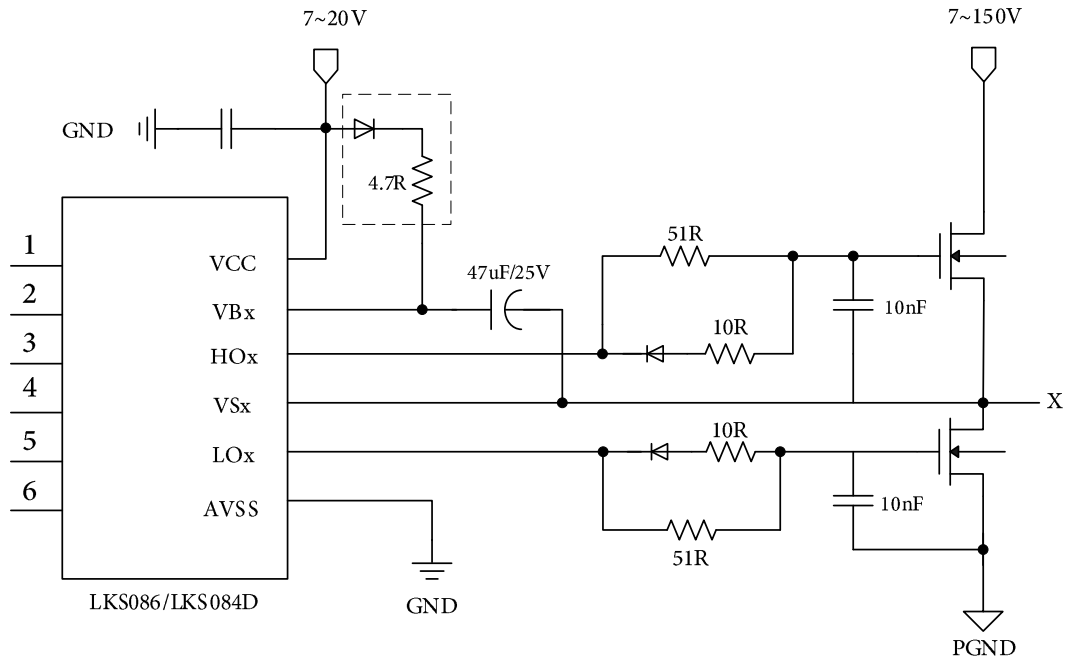 7~20V
7~150V
GND
4.7R
1
2
3
4
5
6
VCC
VBx
HOx
VSx
LOx
AVSS
47uF/25V
51R
10R
10nF
X
10R
10nF
51R
LKS086/LKS084D
GND
PGND